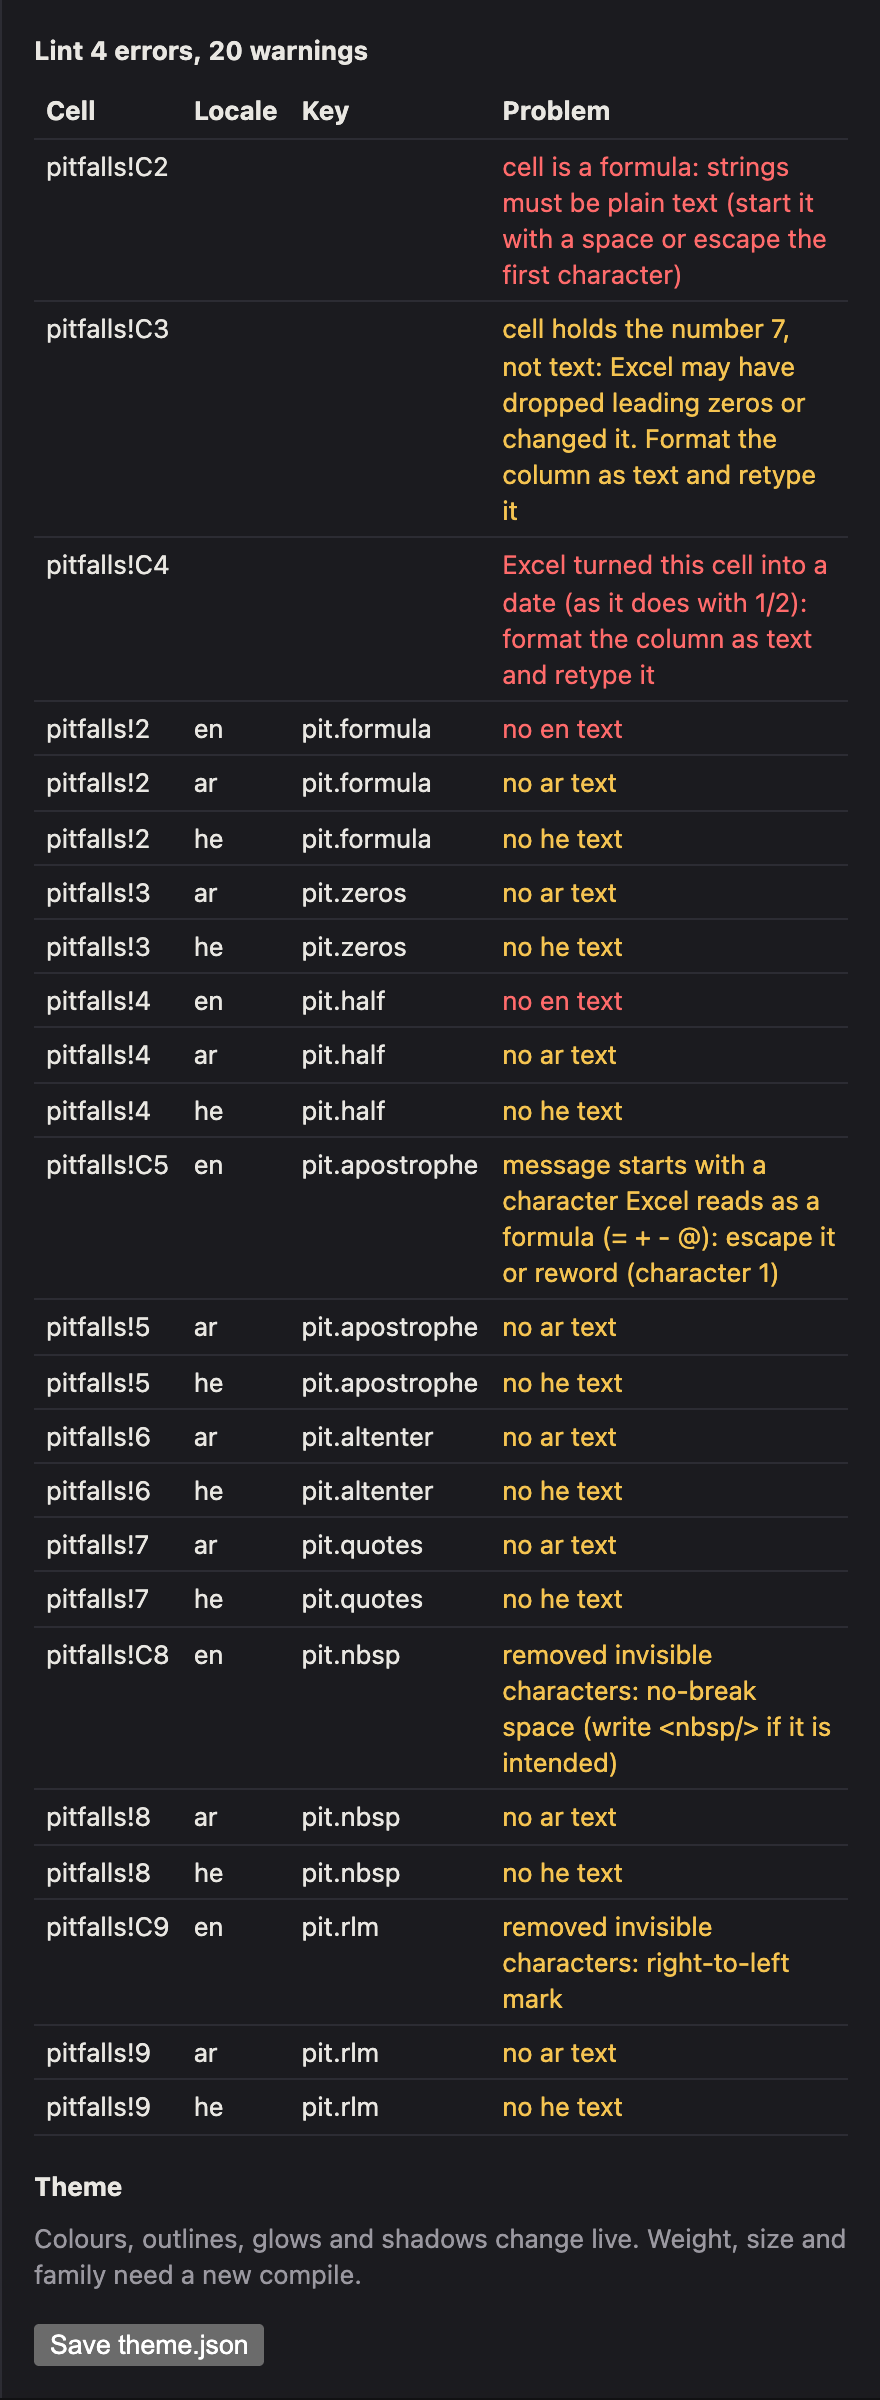 Lint 4 errors, 20 warnings
Cell Locale Key Problem
pitfalls!C2 cell is a formula: strings
must be plain text (start it
with a space or escape the
first character)
pitfalls!C3 cell holds the number 7,
not text: Excel may have
dropped leading zeros or
changed it. Format the
column as text and retype
it
pitfalls!C4 Excel turned this cell into a
date (as it does with 1/2):
format the column as text
and retype it
pitfalls!2 en pit.formula no en text
pitfalls!2 ar pit.formula no ar text
pitfalls!2 he pit.formula no he text
pitfalls!3 ar pit.zeros no ar text
pitfalls!3 he pit.zeros no he text
pitfalls!4 en pit.half no en text
pitfalls!4 ar pit.half no ar text
pitfalls!4 he pit.half no he text
pitfalls!C5 en pit.apostrophe message starts with a
character Excel reads as a
formula (= + - @): escape it
or reword (character 1)
pitfalls!5 ar pit.apostrophe no ar text
pitfalls!5 he pit.apostrophe no he text
pitfalls!6 ar pit.altenter no ar text
pitfalls!6 he pit.altenter no he text
pitfalls!7 ar pit.quotes no ar text
pitfalls!7 he pit.quotes no he text
pitfalls!C8 en pit.nbsp removed invisible
characters: no-break
space (write <nbsp/> if it is
intended)
pitfalls!8 ar pit.nbsp no ar text
pitfalls!8 he pit.nbsp no he text
pitfalls!C9 en pit.rlm removed invisible
characters: right-to-left
mark
pitfalls!9 ar pit.rlm no ar text
pitfalls!9 he pit.rlm no he text
Theme
Colours, outlines, glows and shadows change live. Weight, size and
family need a new compile.
Save theme.json